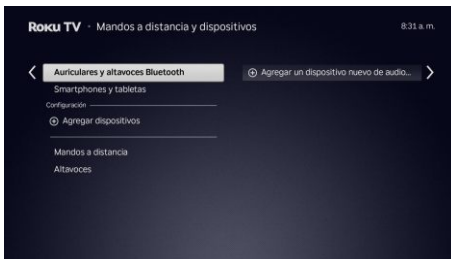 Roku TV · Mandos a distancia y dispositivos 8:31 a. m.
Auriculares y altavoces Bluetooth
Agregar un dispositivo nuevo de audio...
Smartphones y tabletas
Configuración
Agregar dispositivos
Mandos a distancia
Altavoces